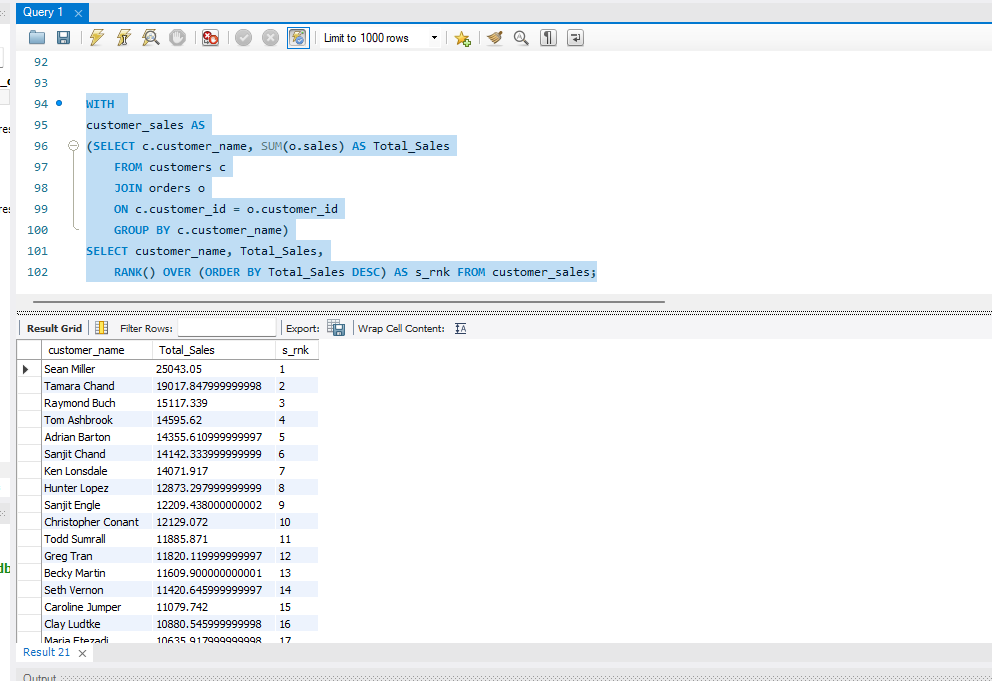 Query 1
Limit to 1000 rows
92
93
94 WITH
95 customer_sales AS
96 (SELECT c.customer_name, SUM(o.sales) AS Total_Sales
97 FROM customers c
98 JOIN orders o
99 ON c.customer_id = o.customer_id
100 GROUP BY c.customer_name)
101 SELECT customer_name, Total_Sales,
102 RANK() OVER (ORDER BY Total_Sales DESC) AS s_rnk FROM customer_sales;
Result Grid Filter Rows: Export: Wrap Cell Content:
customer_name Total_Sales s_rnk
Sean Miller 25043.05 1
Tamara Chand 19017.847999999998 2
Raymond Buch 15117.339 3
Tom Ashbrook 14595.62 4
Adrian Barton 14355.610999999997 5
Sanjit Chand 14142.333999999999 6
Ken Lonsdale 14071.917 7
Hunter Lopez 12873.297999999999 8
Sanjit Engle 12209.438000000002 9
Christopher Conant 12129.072 10
Todd Sumrall 11885.871 11
Greg Tran 11820.119999999997 12
Becky Martin 11609.900000000001 13
Seth Vernon 11420.645999999997 14
Caroline Jumper 11079.742 15
Clay Ludtke 10880.545999999998 16
Maria Etezadi 10635.917999999998 17
Result 21
Output